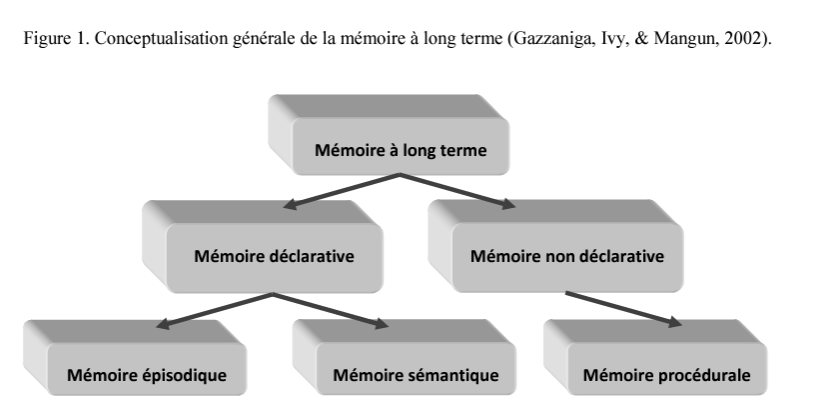 Figure 1. Conceptualisation générale de la mémoire à long terme (Gazzaniga, Ivy, & Mangun, 2002).
Mémoire à long terme
Mémoire déclarative
Mémoire non déclarative
Mémoire épisodique
Mémoire sémantique
Mémoire procédurale